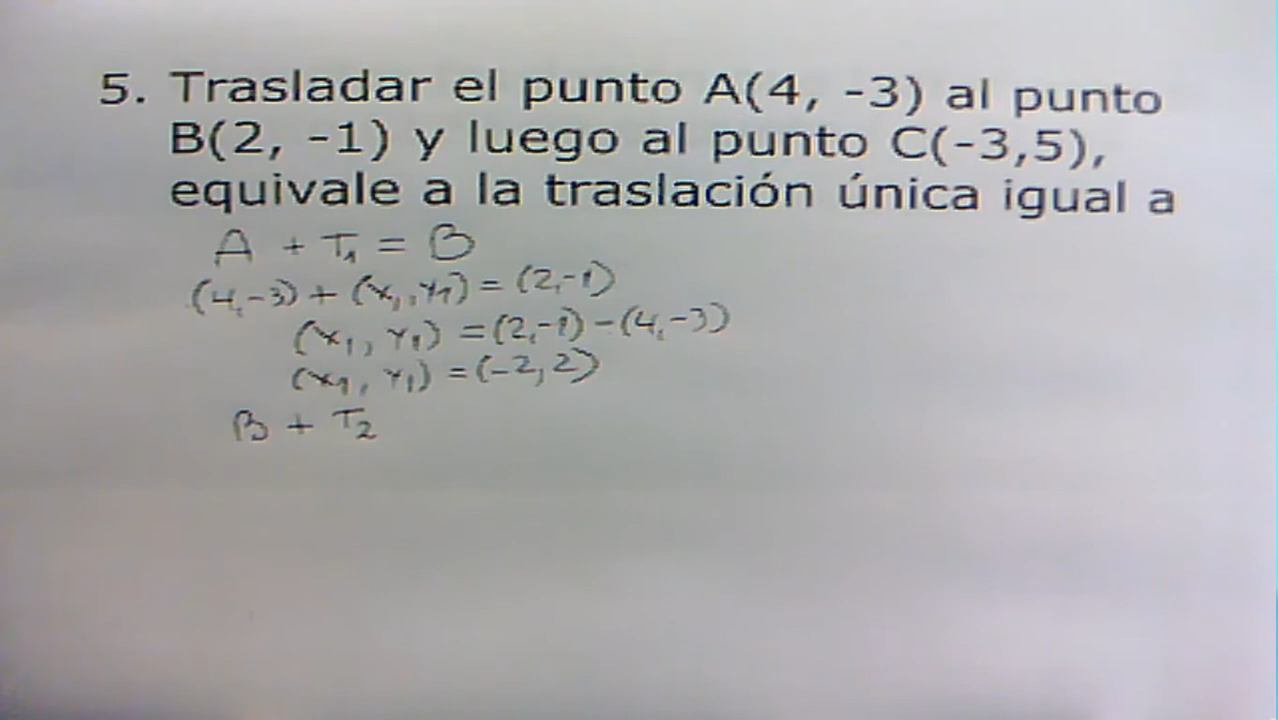 5. Trasladar el punto A(4, -3) al punto
B(2, -1) y luego al punto C(-3,5),
equivale a la traslación única igual a
A + T₁ = B
(4,-3) + (x₁,y₁) = (2,-1)
(x₁, y₁) = (2,-1) - (4,-3)
(x₁, y₁) = (-2, 2)
B + T₂